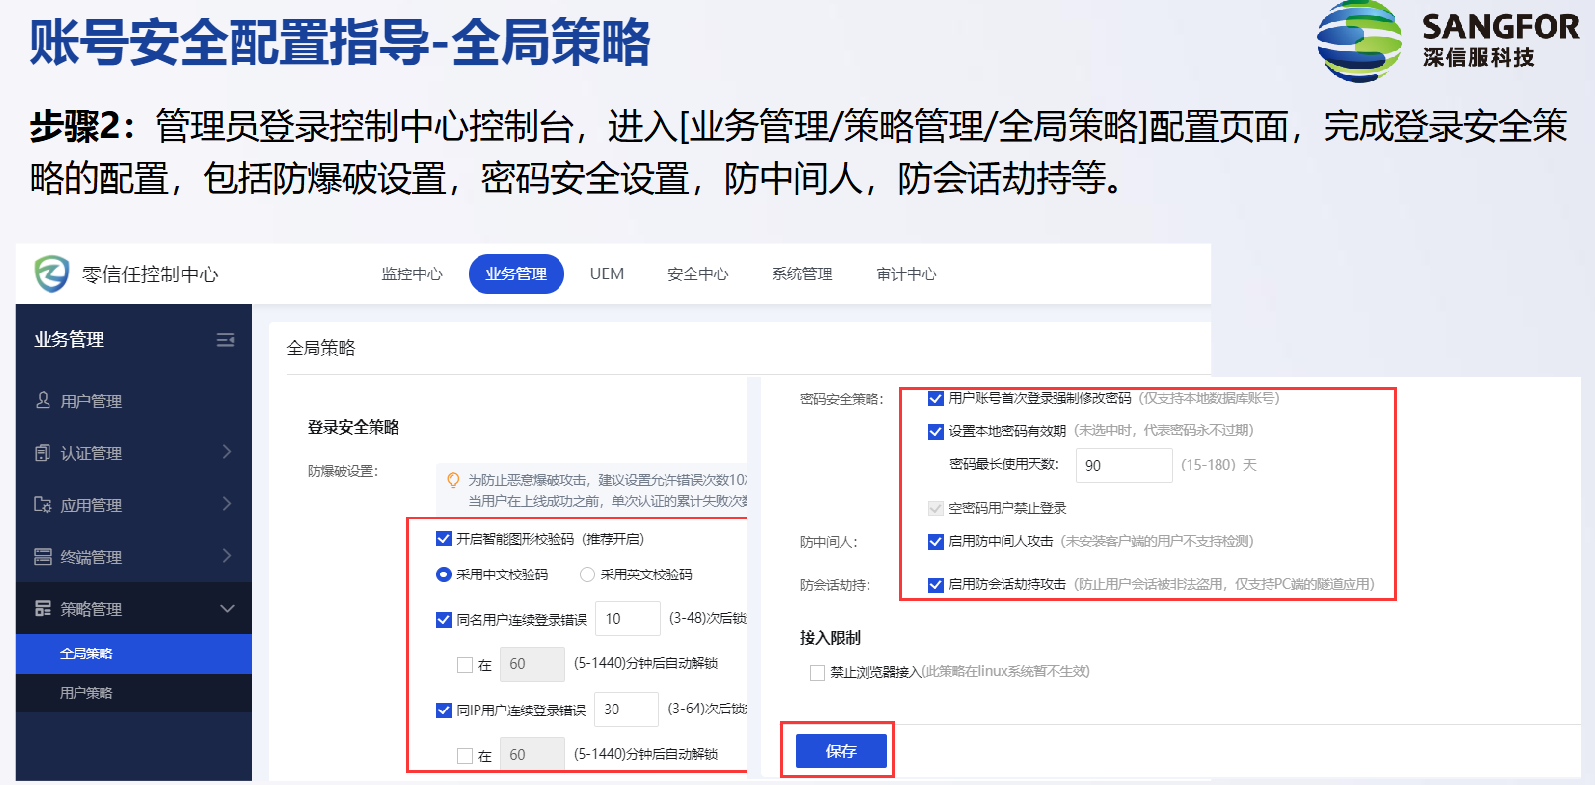 账号安全配置指导-全局策略
SANGFOR
深信服科技
步骤2：管理员登录控制中心控制台，进入[业务管理/策略管理/全局策略]配置页面，完成登录安全策
略的配置，包括防爆破设置，密码安全设置，防中间人，防会话劫持等。
零信任控制中心
监控中心 业务管理 UEM 安全中心 系统管理 审计中心
业务管理
用户管理
认证管理
应用管理
终端管理
策略管理
全局策略
用户策略
全局策略
登录安全策略
防爆破设置：
为防止恶意爆破攻击，建议设置允许错误次数10
当用户在上线成功之前，单次认证的累计失败次数
开启智能图形校验码（推荐开启）
采用中文校验码 采用英文校验码
同名用户连续登录错误 10 (3-48)次后锁
在 60 (5-1440)分钟后自动解锁
同IP用户连续登录错误 30 (3-64)次后锁
在 60 (5-1440)分钟后自动解锁
密码安全策略： 用户账号首次登录强制修改密码（仅支持本地数据库账号）
设置本地密码有效期（未选中时，代表密码永不过期）
密码最长使用天数： 90 （15-180）天
空密码用户禁止登录
防中间人： 启用防中间人攻击（未安装客户端的用户不支持检测）
防会话劫持： 启用防会话劫持攻击（防止用户会话被非法盗用，仅支持PC端的隧道应用）
接入限制
禁止浏览器接入(此策略在linux系统暂不生效)
保存